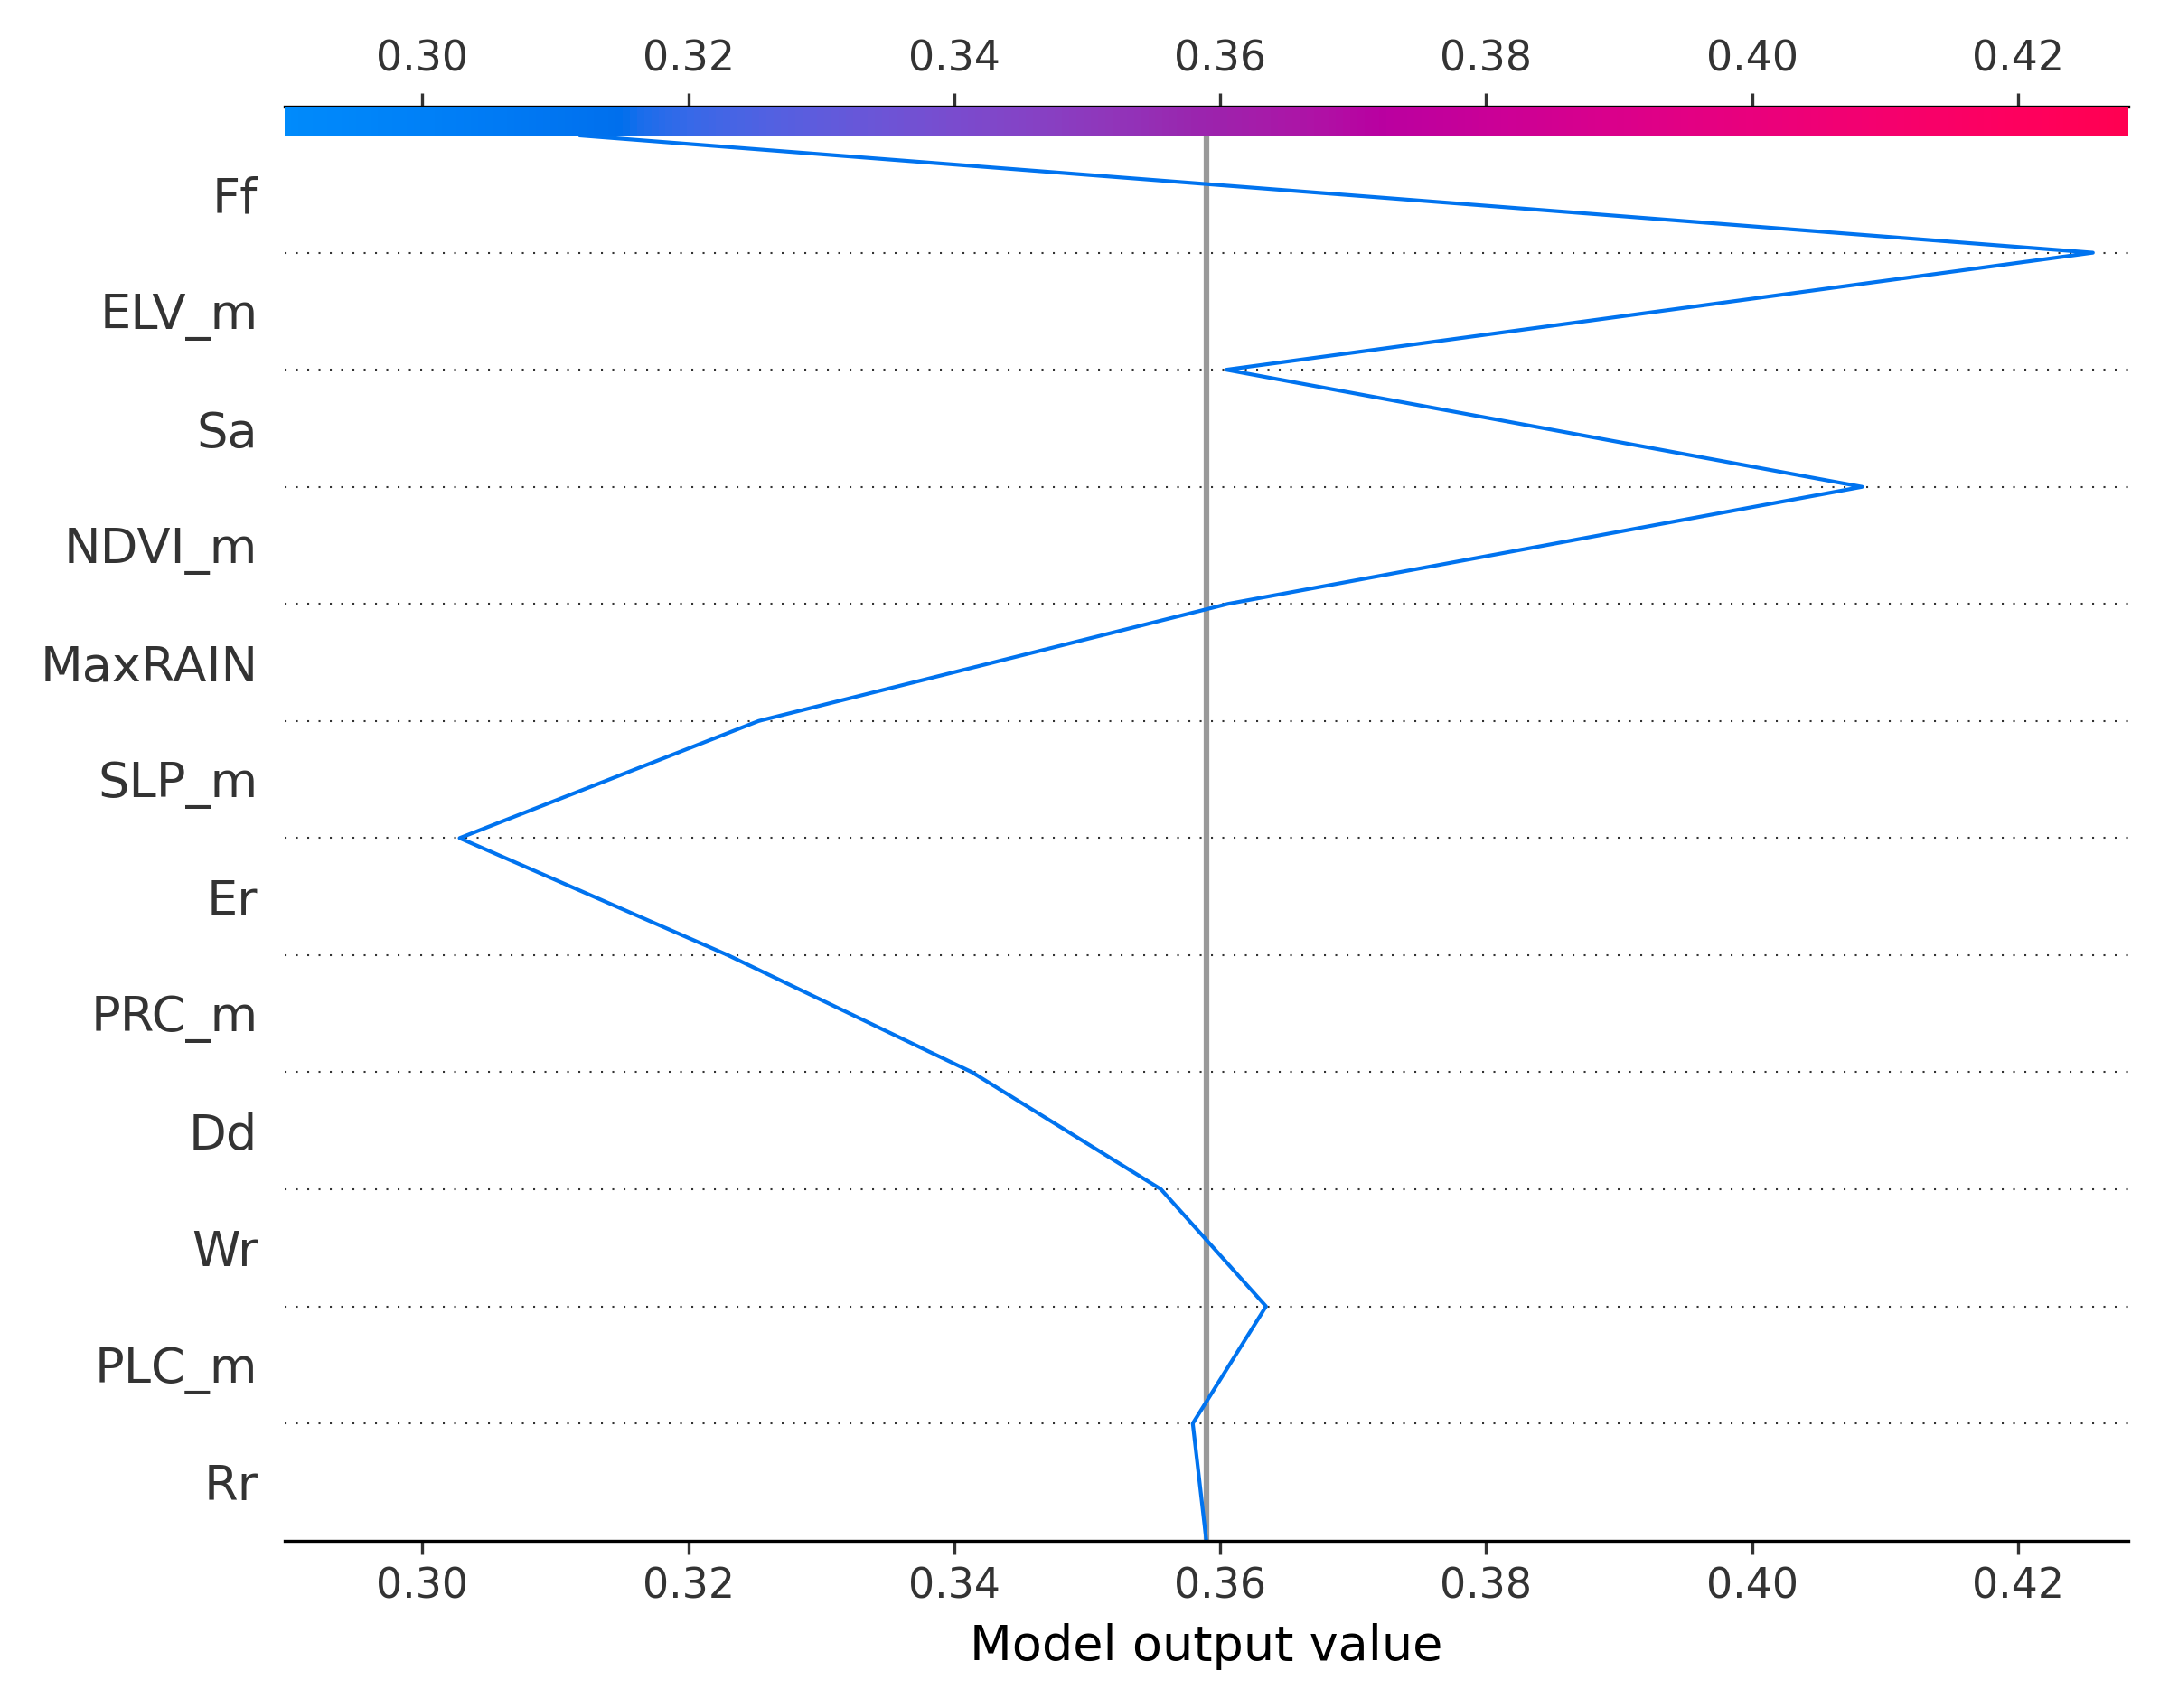 0.30 0.32 0.34 0.36 0.38 0.40 0.42
Ff
ELV_m
Sa
NDVI_m
MaxRAIN
SLP_m
Er
PRC_m
Dd
Wr
PLC_m
Rr
0.30 0.32 0.34 0.36 0.38 0.40 0.42
Model output value